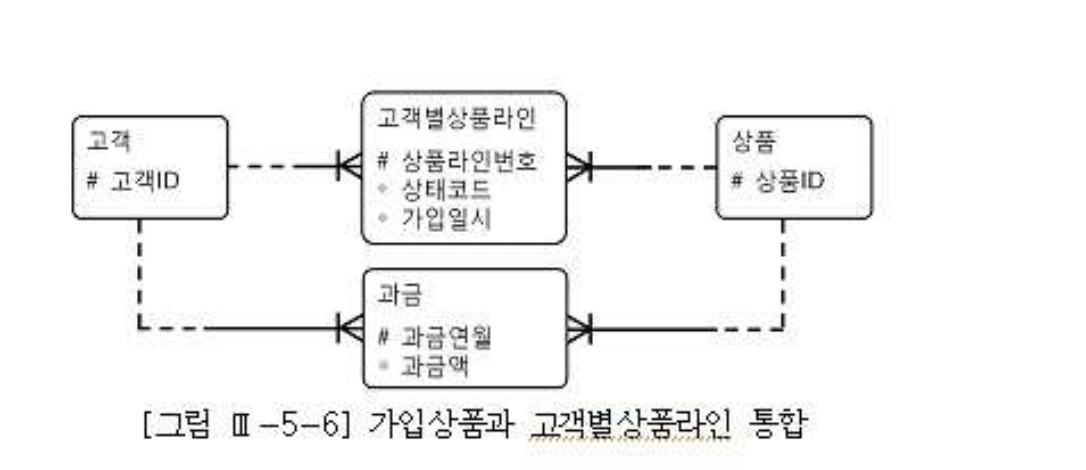 고객
# 고객ID
고객별상품라인
# 상품라인번호
◦ 상태코드
◦ 가입일시
상품
# 상품ID
과금
# 과금연월
◦ 과금액
[그림 Ⅲ-5-6] 가입상품과 고객별상품라인 통합